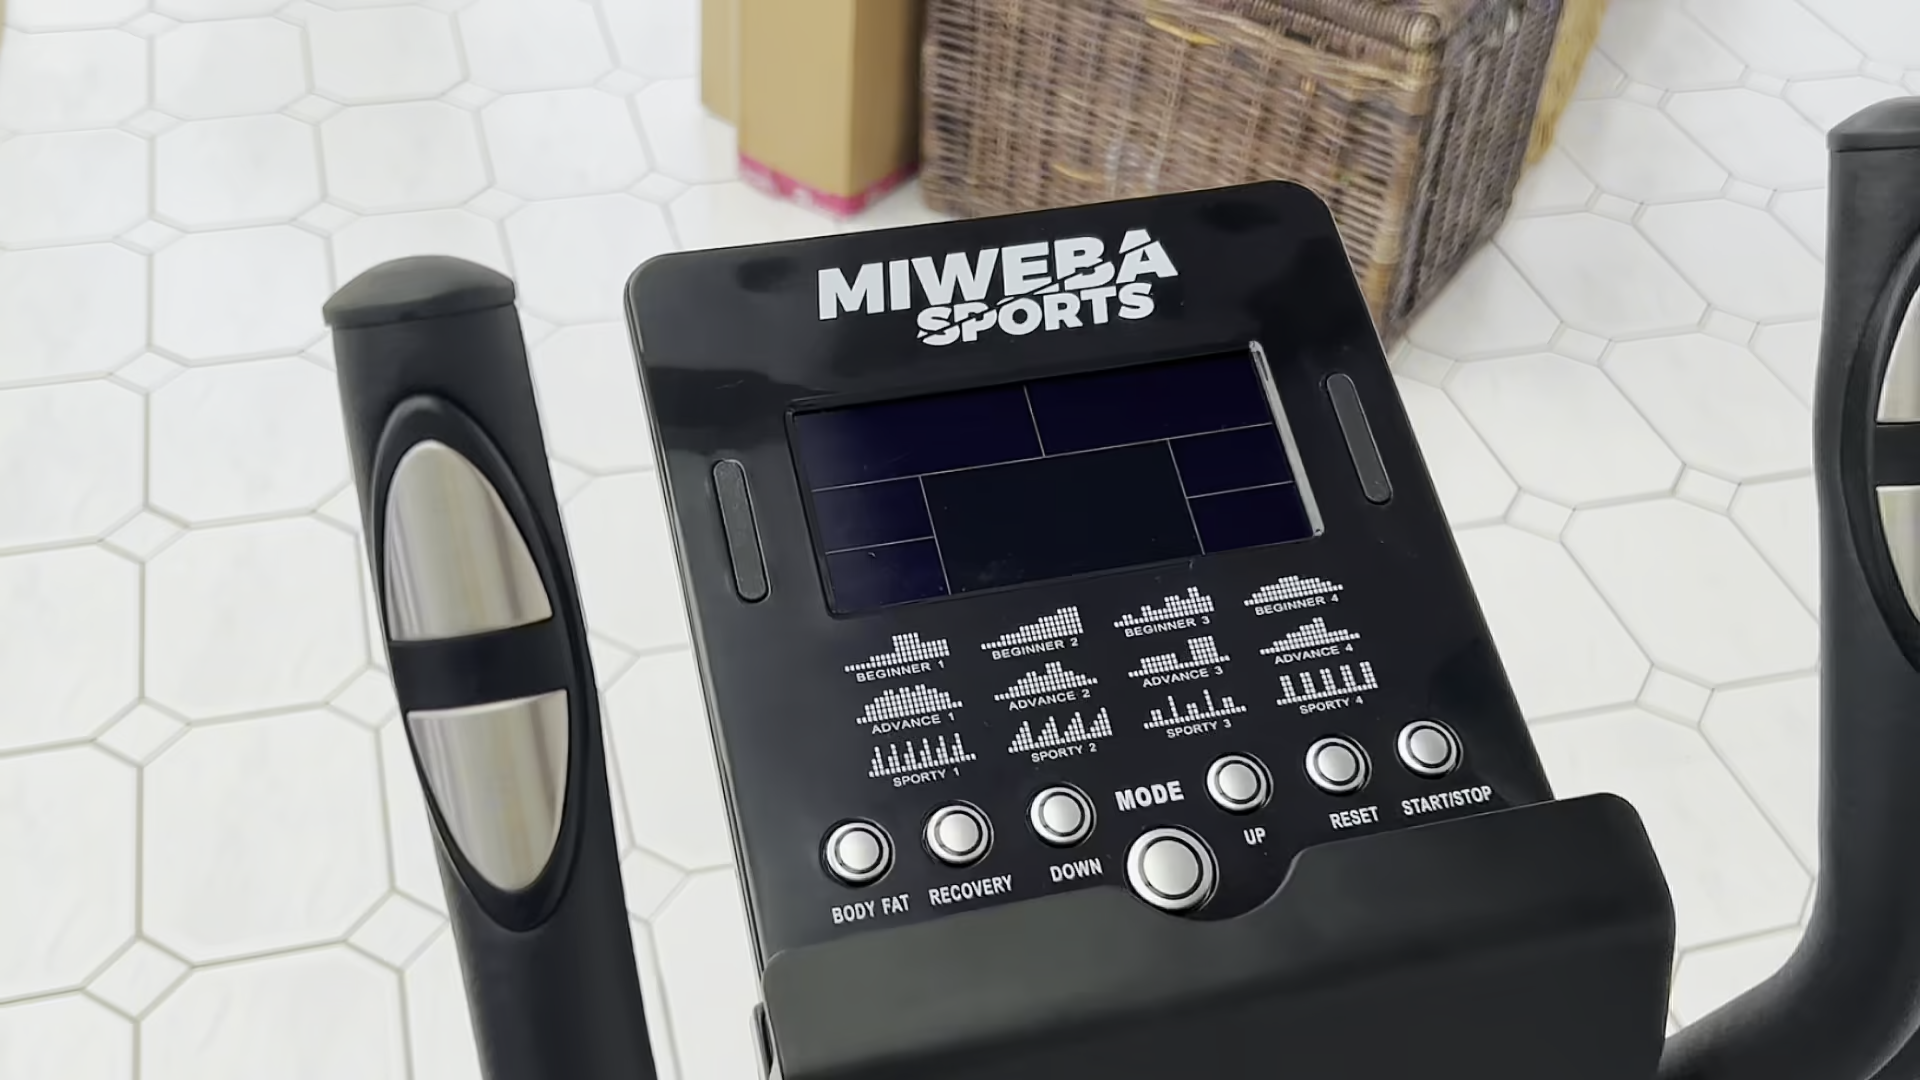 MIWEBA
SPORTS
BEGINNER 1
BEGINNER 2
BEGINNER 3
BEGINNER 4
ADVANCE 1
ADVANCE 2
ADVANCE 3
ADVANCE 4
SPORTY 1
SPORTY 2
SPORTY 3
SPORTY 4
BODY FAT
RECOVERY
DOWN
MODE
UP
RESET
START/STOP